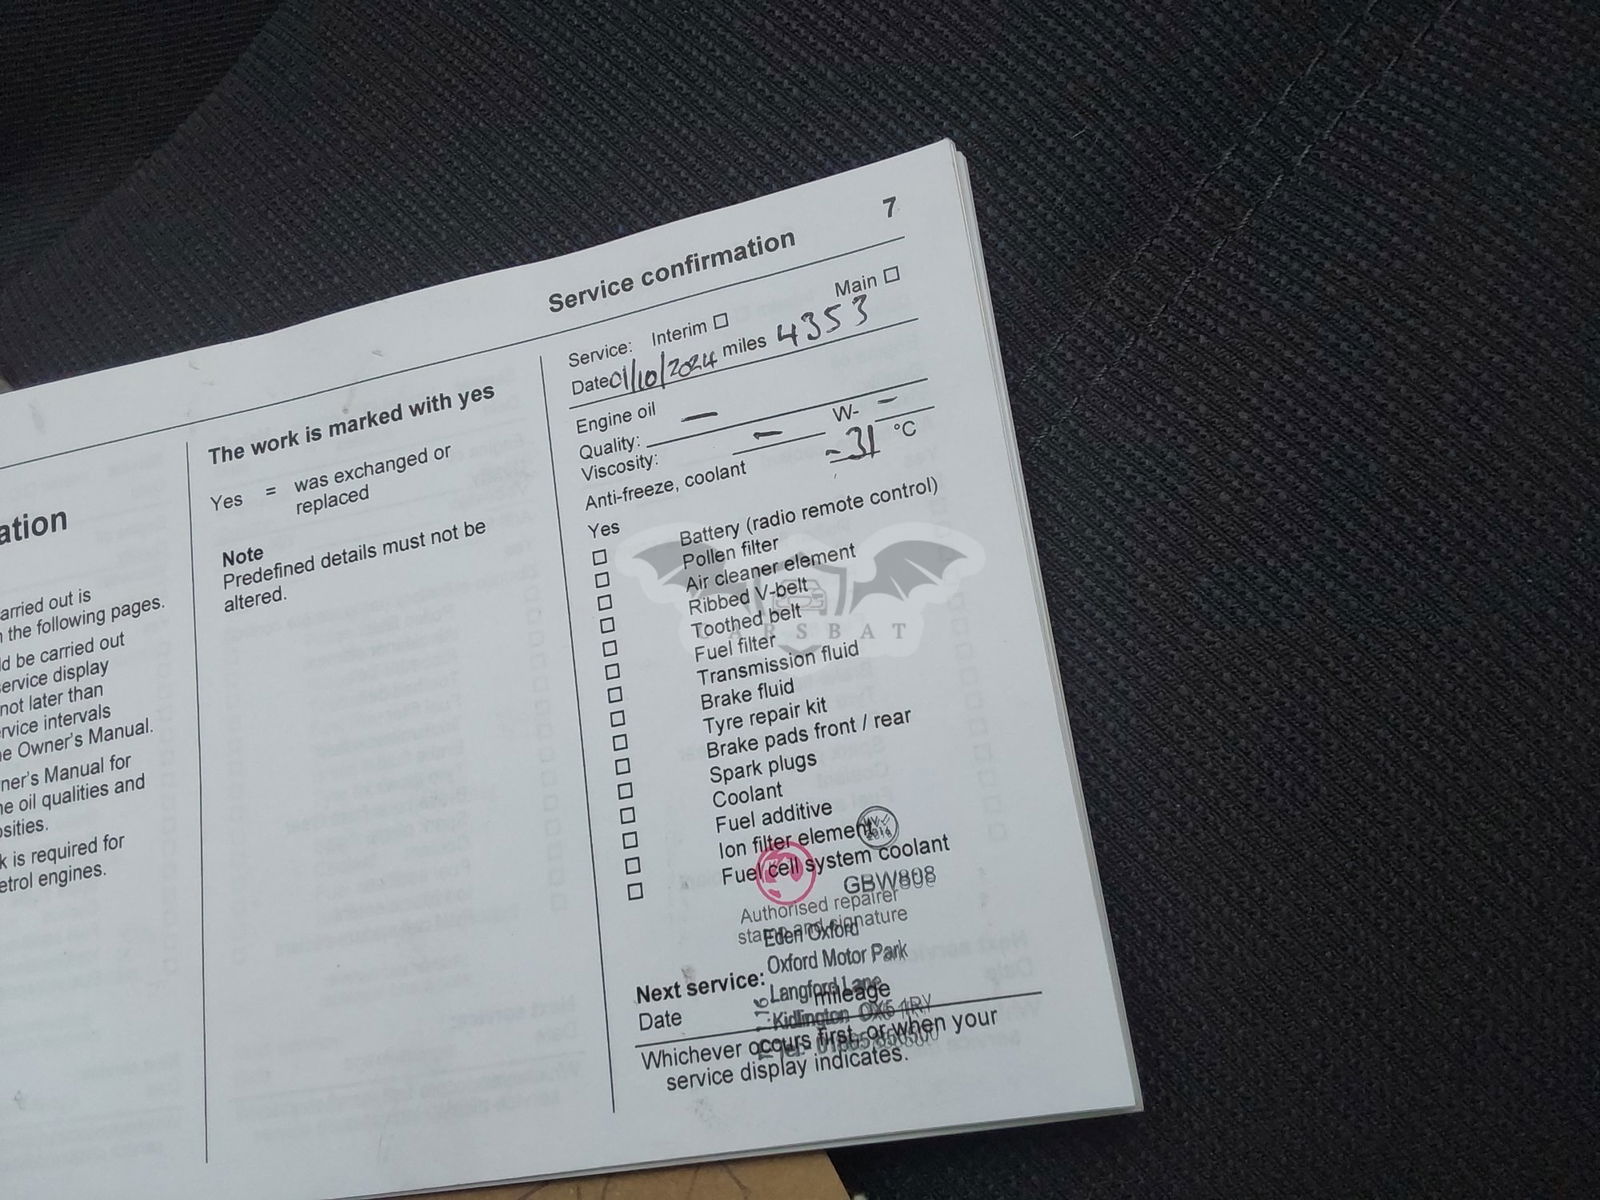 7
Service confirmation
ation
arried out is
n the following pages.
ld be carried out
ervice display
not later than
rvice intervals
ne Owner's Manual.
ner's Manual for
ne oil qualities and
osities.
k is required for
etrol engines.
The work is marked with yes
Yes = was exchanged or
replaced
Note
Predefined details must not be
altered.
Service: Interim □ Main □
Date 01/10/2024 miles 4353
Engine oil
Quality: —
Viscosity: — W- —
Anti-freeze, coolant -31 °C
Yes
□ Battery (radio remote control)
□ Pollen filter
□ Air cleaner element
□ Ribbed V-belt
□ Toothed belt
□ Fuel filter
□ Transmission fluid
□ Brake fluid
□ Tyre repair kit
□ Brake pads front / rear
□ Spark plugs
□ Coolant
□ Fuel additive
□ Ion filter element
□ Fuel cell system coolant
CARSBAT
GBW808
Authorised repairer
stamp and signature
Eden Oxford
Oxford Motor Park
Langford Lane
Kidlington OX5 1RY
Next service:
Date mileage
Whichever occurs first, or when your
service display indicates.